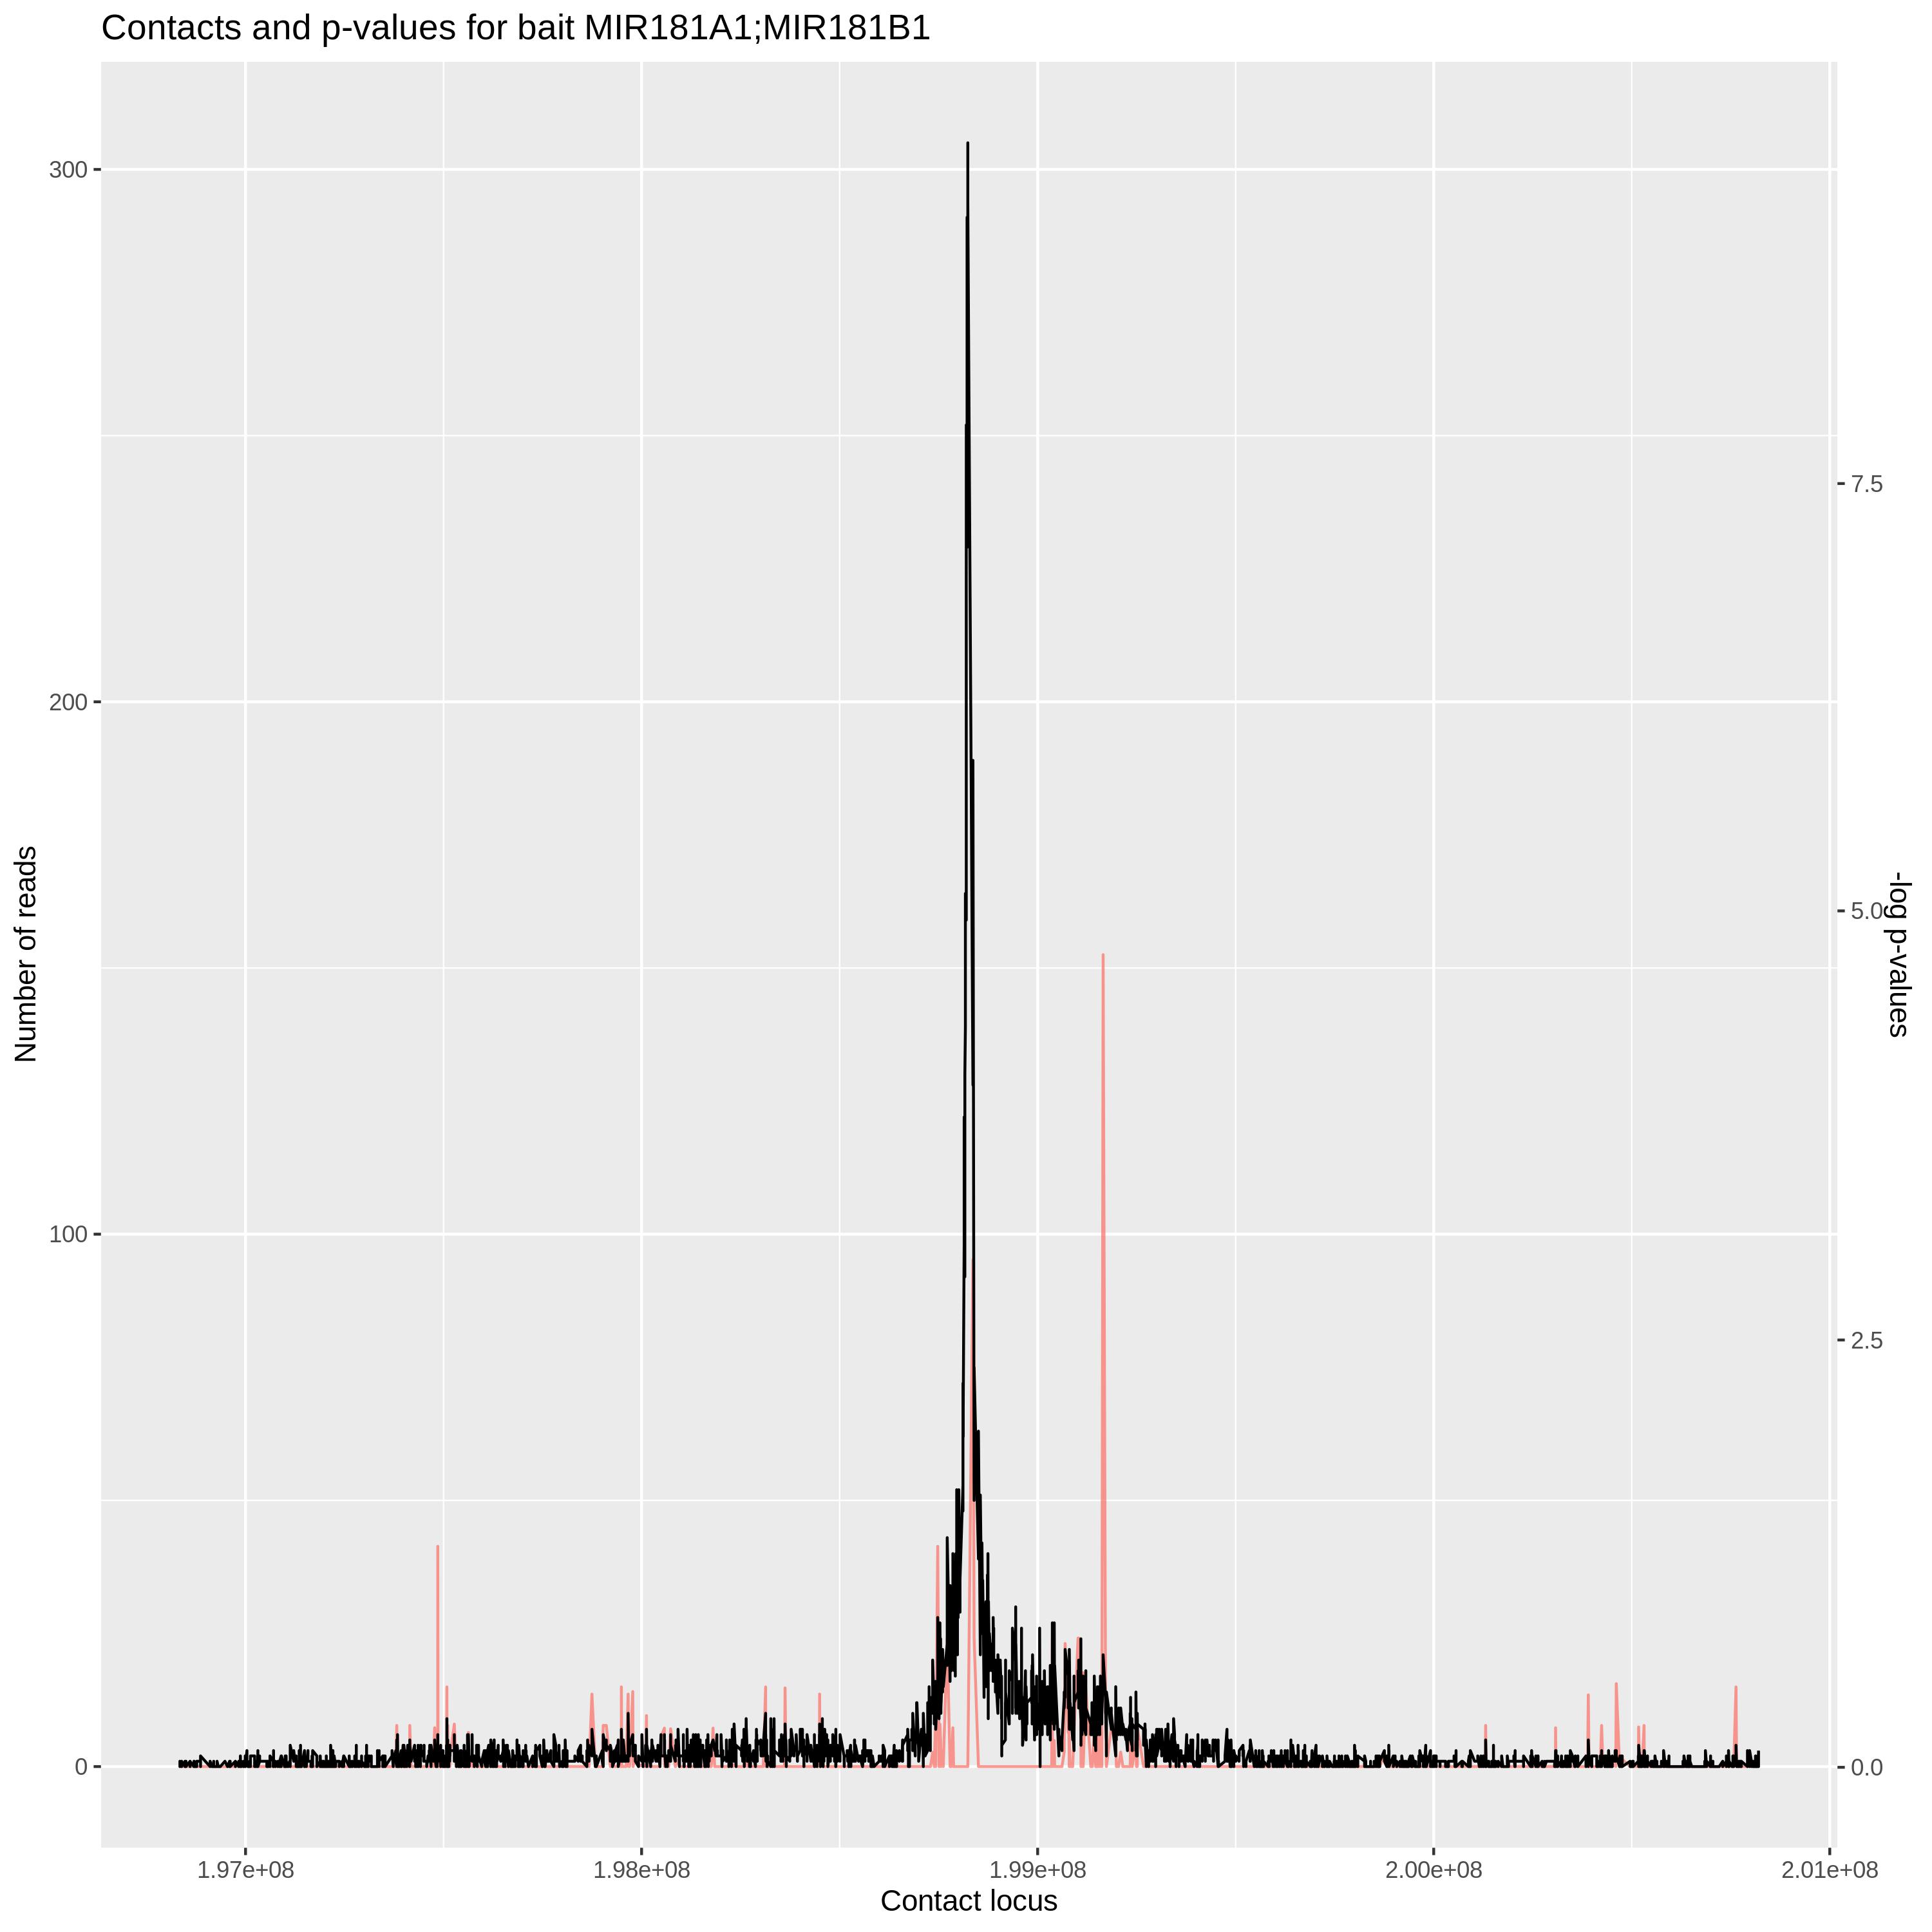 Contacts and p-values for bait MIR181A1;MIR181B1
300
200
100
0
Number of reads
7.5
5.0
2.5
0.0
-log p-values
1.97e+08
1.98e+08
1.99e+08
2.00e+08
2.01e+08
Contact locus